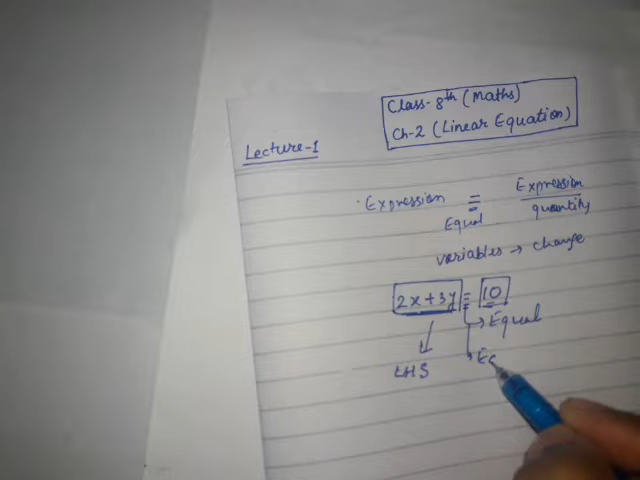 Class-8th (Maths)
Ch-2 (Linear Equation)
Lecture-1
Expression = Expression
Equal quantity
variables → change
2x+3y = 10
→ Equal
LHS → Eq